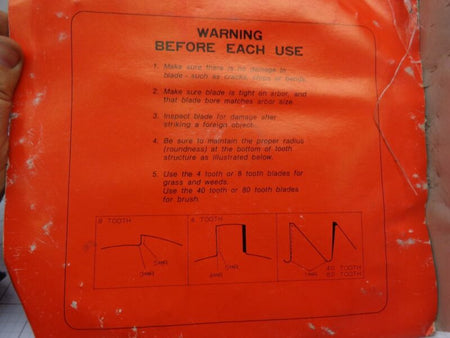 WARNING
BEFORE EACH USE
1. Make sure there is no damage to
blade - such as cracks, chips or bends.
2. Make sure blade is tight on arbor, and
that blade bore matches arbor size.
3. Inspect blade for damage after
striking a foreign object.
4. Be sure to maintain the proper radius
(roundness) at the bottom of tooth
structure as illustrated below.
5. Use the 4 tooth or 8 tooth blades for
grass and weeds.
Use the 40 tooth or 80 tooth blades
for brush.
8 TOOTH
TOOTH
40 TOOTH
80 TOOTH